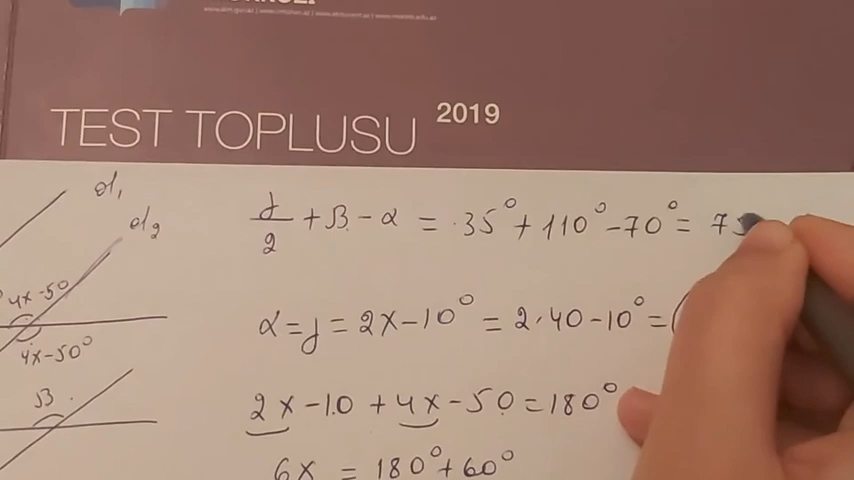 TEST TOPLUSU 2019
d₁
d₂
4x-50
4x-50°
β
γ/2 + β - α = 35° + 110° - 70° = 75
α = γ = 2x - 10° = 2·40 - 10° = (
2x - 10 + 4x - 50 = 180°
6x = 180° + 60°